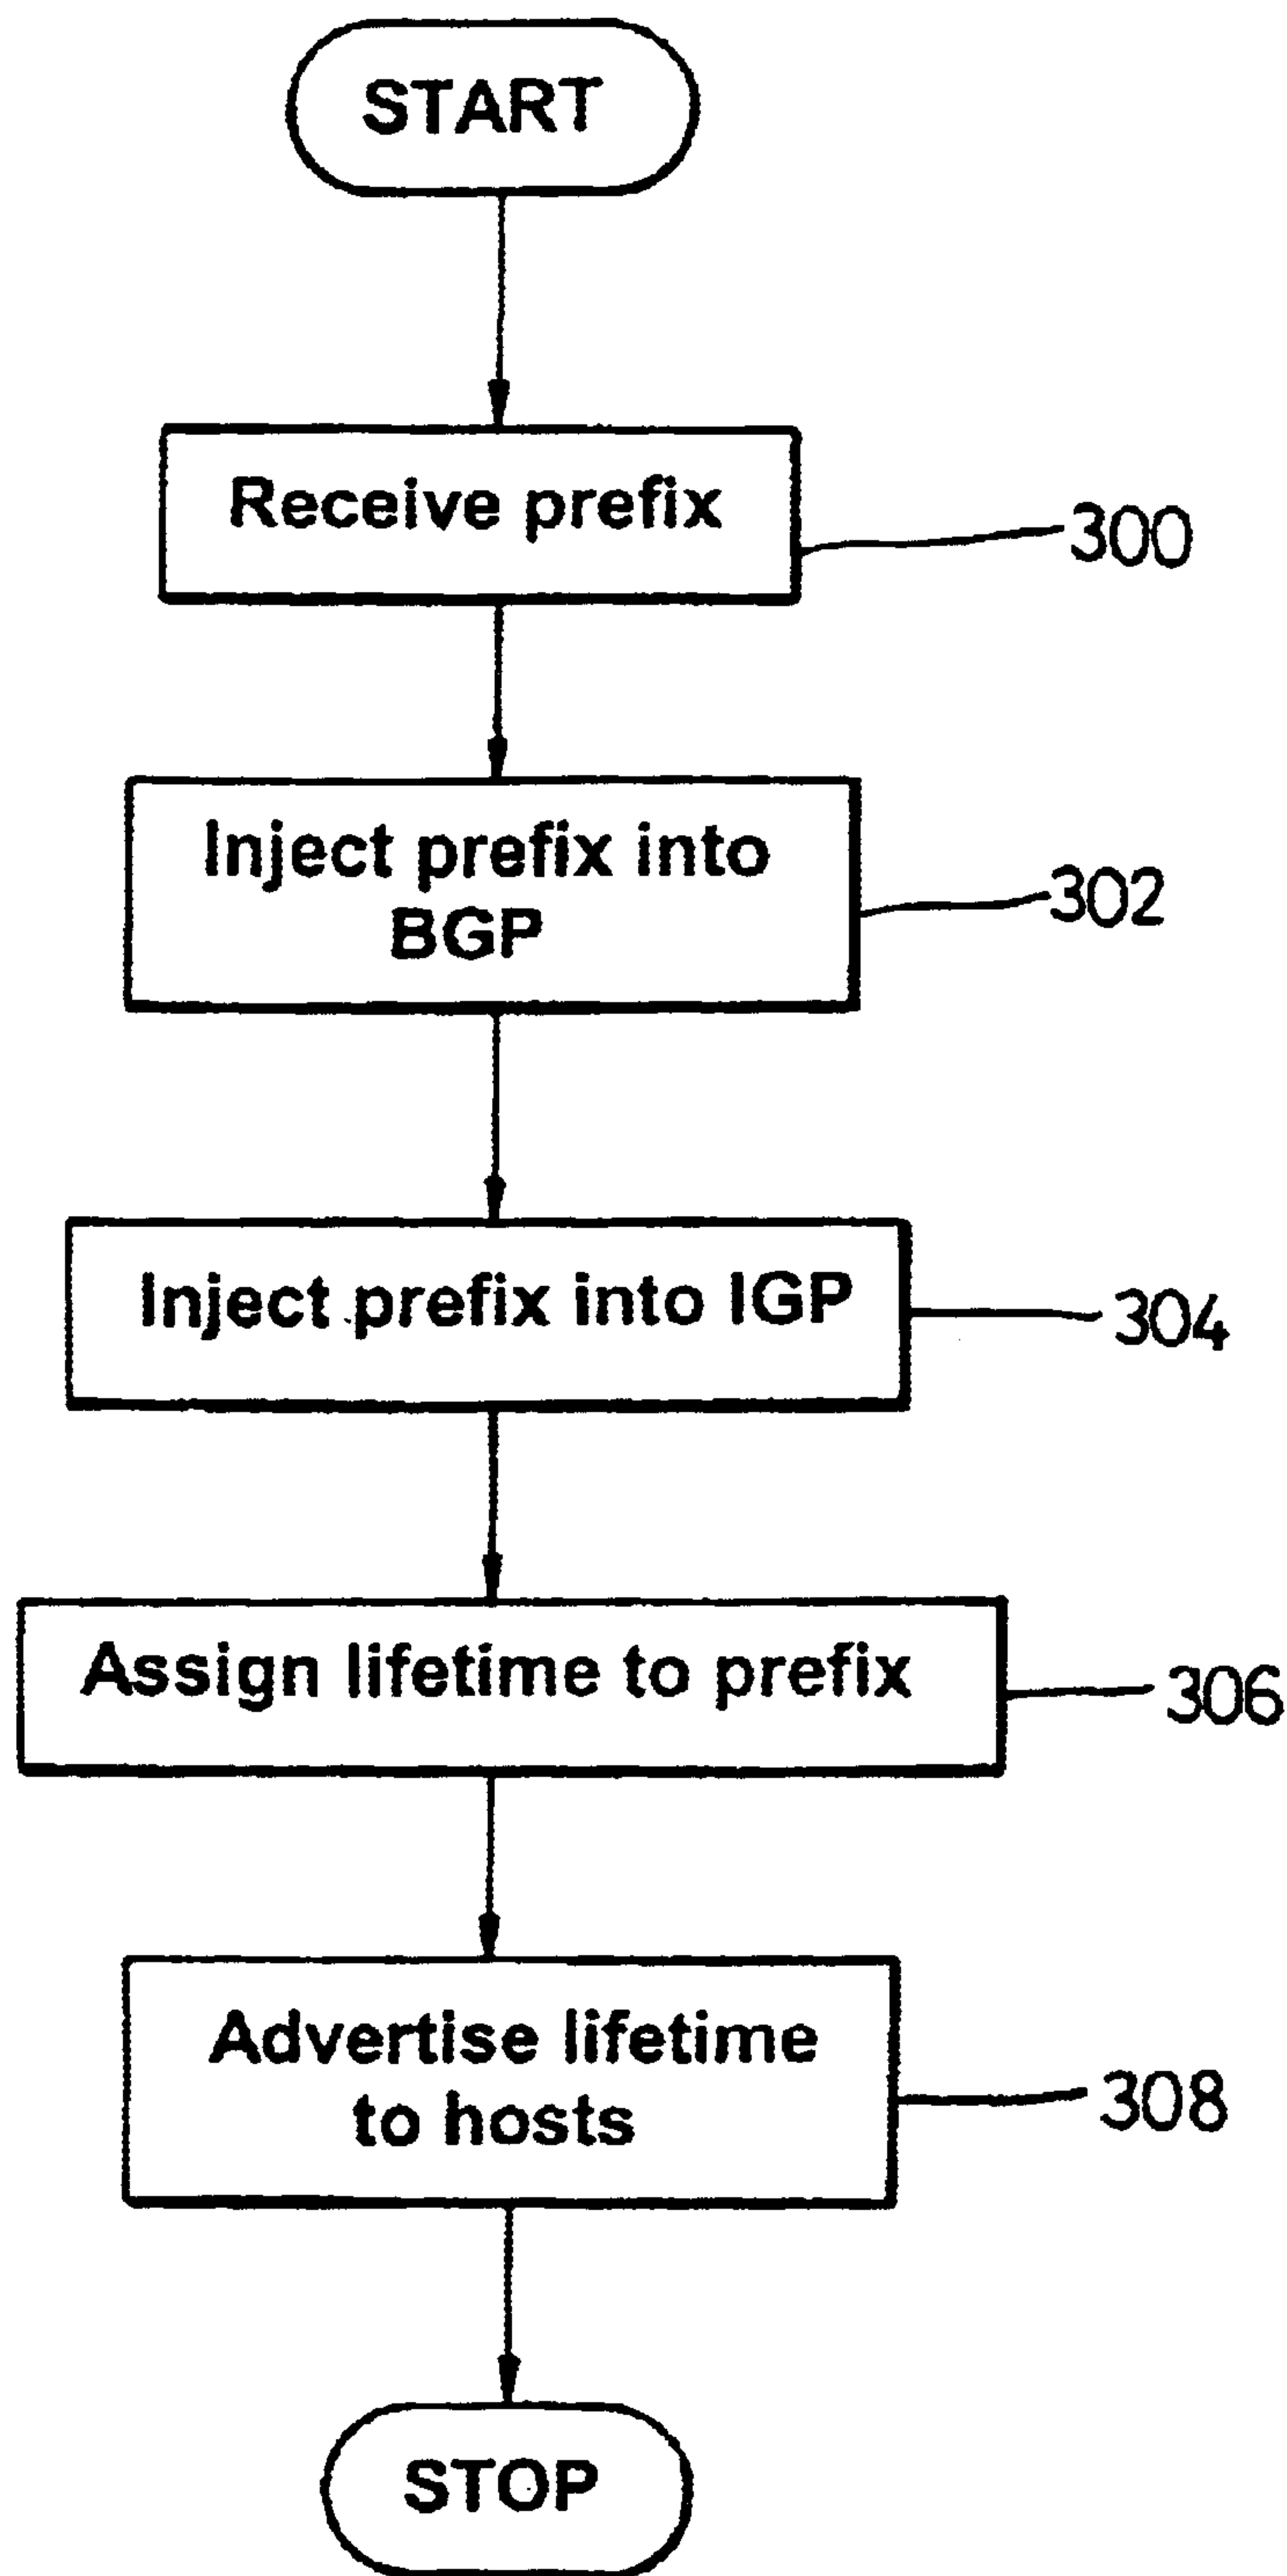 START
Receive prefix
300
Inject prefix into
BGP
302
Inject prefix into IGP
304
Assign lifetime to prefix
306
Advertise lifetime
to hosts
308
STOP